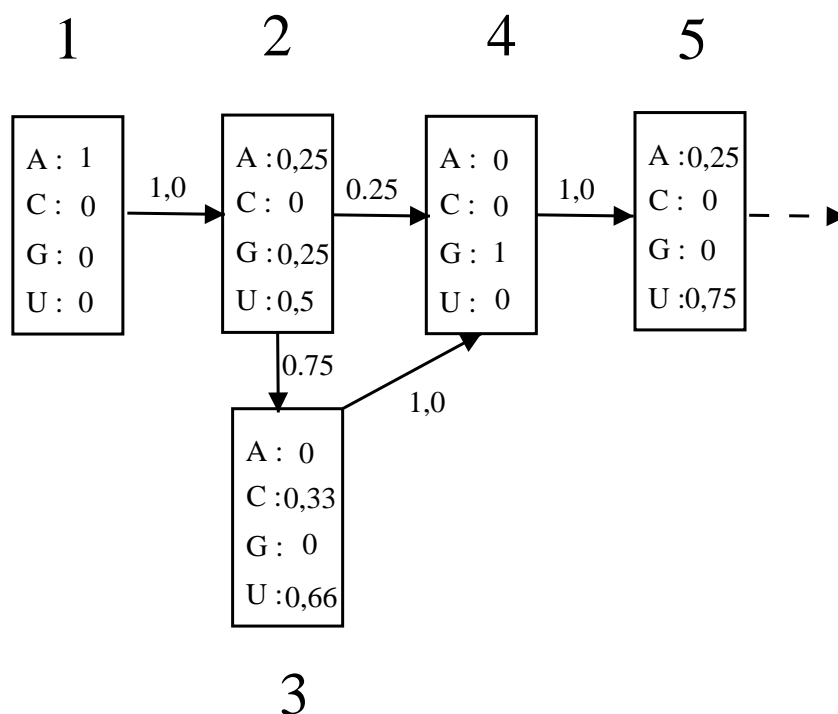 1
2
4
5
A : 1
C : 0
G : 0
U : 0
1,0
A :0,25
C : 0
G :0,25
U :0,5
0.25
A : 0
C : 0
G : 1
U : 0
1,0
A :0,25
C : 0
G : 0
U :0,75
0.75
1,0
A : 0
C :0,33
G : 0
U :0,66
3